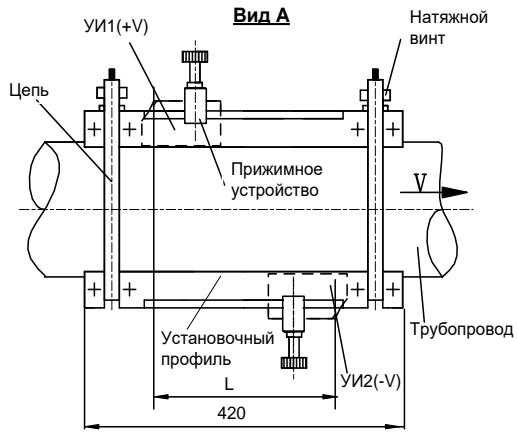 Вид А
УИ1(+V)
Натяжной
винт
Цепь
Прижимное
устройство
V
Установочный
профиль
Трубопровод
УИ2(-V)
L
420